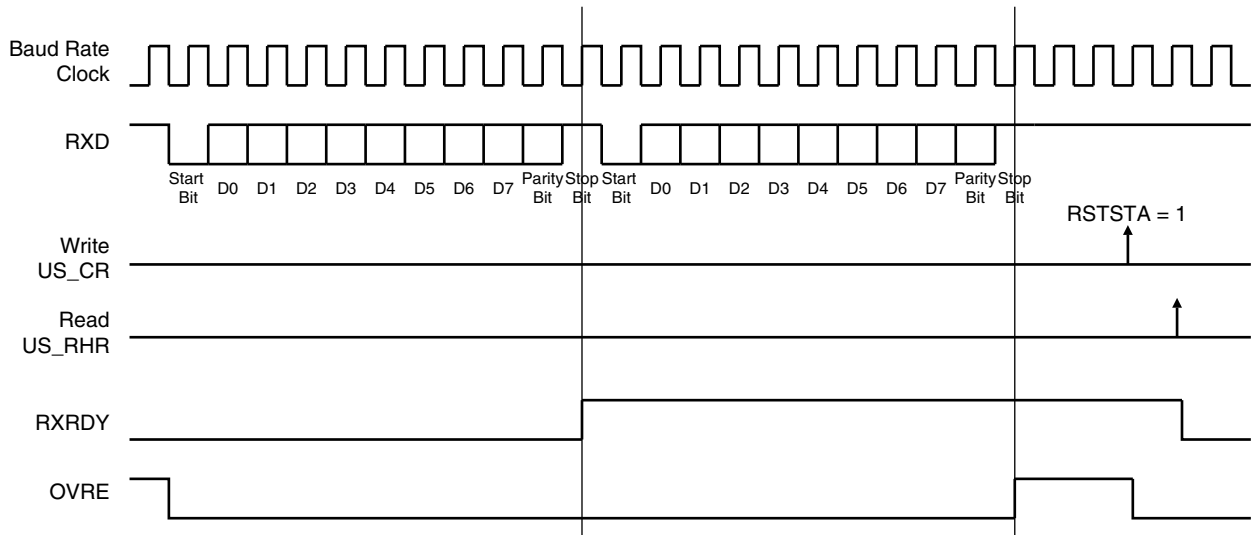 Baud Rate
Clock
RXD
Start
Bit
D0
D1
D2
D3
D4
D5
D6
D7
Parity
Bit
Stop
Bit
Start
Bit
D0
D1
D2
D3
D4
D5
D6
D7
Parity
Bit
Stop
Bit
RSTSTA = 1
Write
US_CR
Read
US_RHR
RXRDY
OVRE